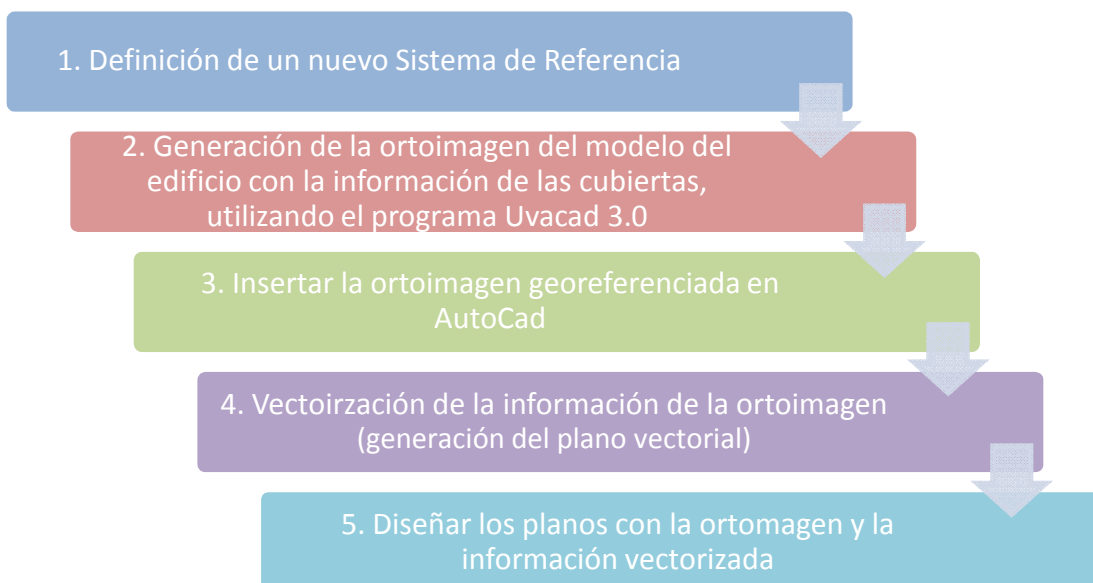 1. Definición de un nuevo Sistema de Referencia
2. Generación de la ortoimagen del modelo del
edificio con la información de las cubiertas,
utilizando el programa Uvacad 3.0
3. Insertar la ortoimagen georeferenciada en
AutoCad
4. Vectoirzación de la información de la ortoimagen
(generación del plano vectorial)
5. Diseñar los planos con la ortomagen y la
información vectorizada